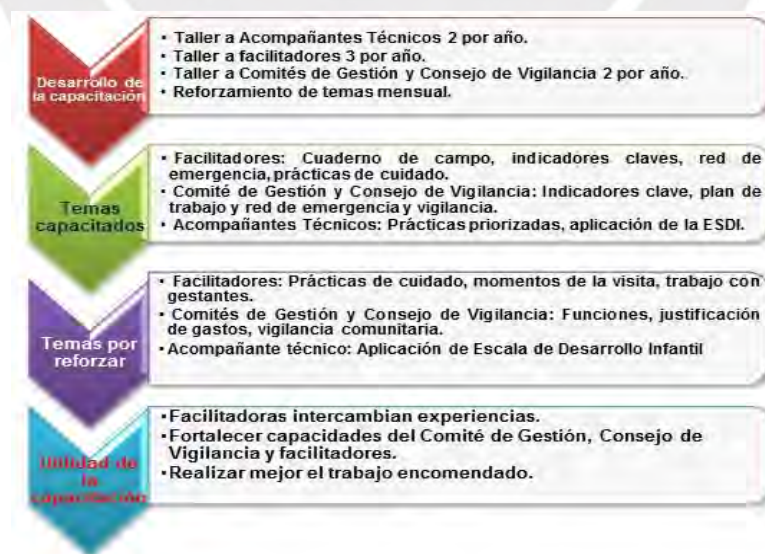 Desarrollo de
la capacitación
· Taller a Acompañantes Técnicos 2 por año.
· Taller a facilitadores 3 por año.
· Taller a Comités de Gestión y Consejo de Vigilancia 2 por año.
· Reforzamiento de temas mensual.
Temas
capacitados
· Facilitadores: Cuaderno de campo, indicadores claves, red de
emergencia, prácticas de cuidado.
· Comité de Gestión y Consejo de Vigilancia: Indicadores clave, plan de
trabajo y red de emergencia y vigilancia.
· Acompañantes Técnicos: Prácticas priorizadas, aplicación de la ESDI.
Temas por
reforzar
· Facilitadores: Prácticas de cuidado, momentos de la visita, trabajo con
gestantes.
· Comités de Gestión y Consejo de Vigilancia: Funciones, justificación
de gastos, vigilancia comunitaria.
· Acompañante técnico: Aplicación de Escala de Desarrollo Infantil
Utilidad de
la
capacitación
· Facilitadoras intercambian experiencias.
· Fortalecer capacidades del Comité de Gestión, Consejo de
Vigilancia y facilitadores.
· Realizar mejor el trabajo encomendado.